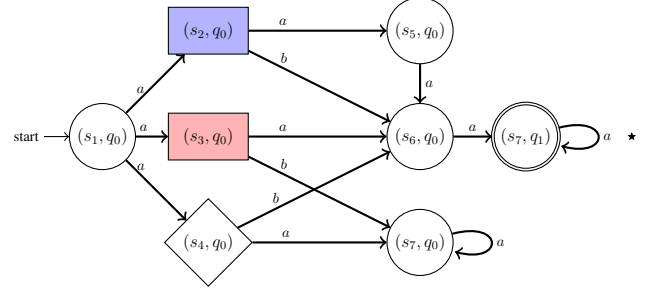 a
(s₂, q₀)
a
(s₅, q₀)
b
a
start
(s₁, q₀)
a
(s₃, q₀)
a
(s₆, q₀)
a
(s₇, q₁)
a
★
a
b
b
(s₄, q₀)
a
(s₇, q₀)
a